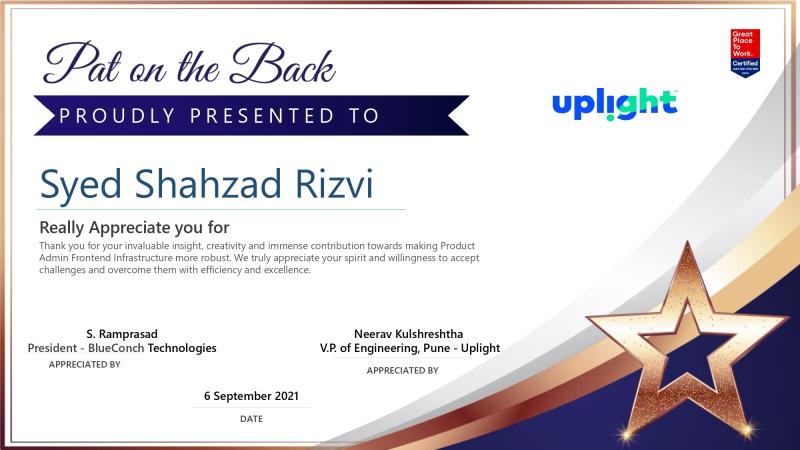 Pat on the Back
PROUDLY PRESENTED TO
Great
Place
To
Work.
Certified
uplight
Syed Shahzad Rizvi
Really Appreciate you for
Thank you for your invaluable insight, creativity and immense contribution towards making Product
Admin Frontend Infrastructure more robust. We truly appreciate your spirit and willingness to accept
challenges and overcome them with efficiency and excellence.
S. Ramprasad
President - BlueConch Technologies
APPRECIATED BY
Neerav Kulshreshtha
V.P. of Engineering, Pune - Uplight
APPRECIATED BY
6 September 2021
DATE